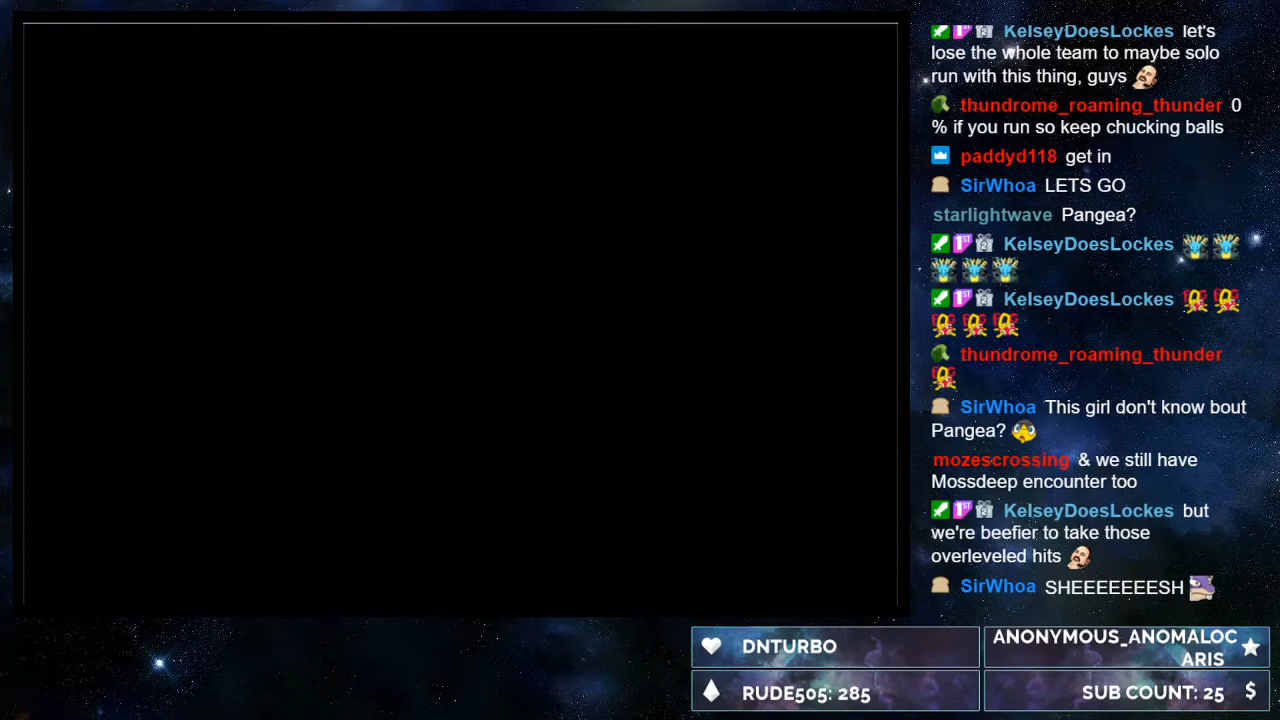 KelseyDoesLockes let's
lose the whole team to maybe solo
run with this thing, guys
thundrome_roaming_thunder 0
% if you run so keep chucking balls
paddyd118 get in
SirWhoa LETS GO
starlightwave Pangea?
KelseyDoesLockes
KelseyDoesLockes
thundrome_roaming_thunder
SirWhoa This girl don't know bout
Pangea?
mozescrossing & we still have
Mossdeep encounter too
KelseyDoesLockes but
we're beefier to take those
overleveled hits
SirWhoa SHEEEEEEESH
DNTURBO
ANONYMOUS_ANOMALOC
ARIS
RUDE505: 285
SUB COUNT: 25 $